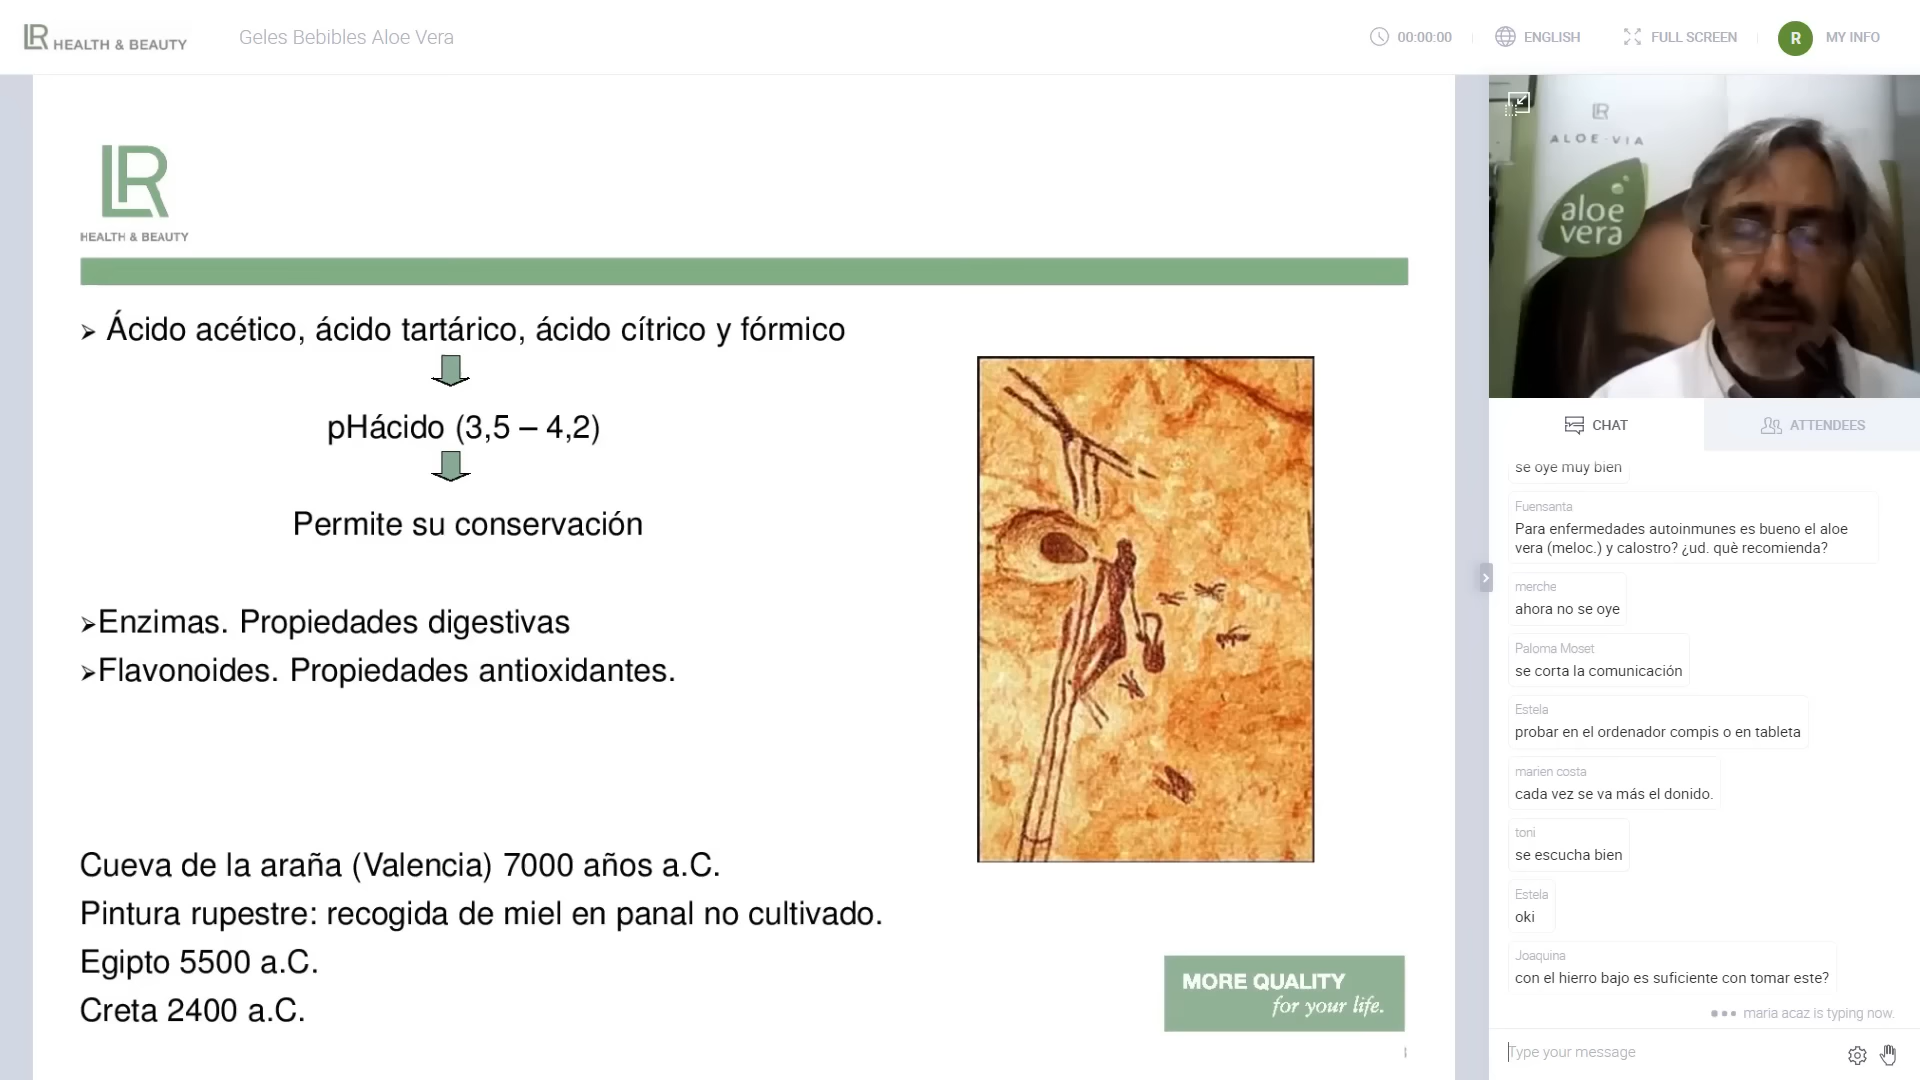 LR HEALTH & BEAUTY
Geles Bebibles Aloe Vera
00:00:00
ENGLISH
FULL SCREEN
R
MY INFO
LR
HEALTH & BEAUTY
➢ Ácido acético, ácido tartárico, ácido cítrico y fórmico
pHácido (3,5 – 4,2)
Permite su conservación
➢Enzimas. Propiedades digestivas
➢Flavonoides. Propiedades antioxidantes.
Cueva de la araña (Valencia) 7000 años a.C.
Pintura rupestre: recogida de miel en panal no cultivado.
Egipto 5500 a.C.
Creta 2400 a.C.
MORE QUALITY
for your life.
LR
ALOE VIA
aloe
vera
CHAT
ATTENDEES
se oye muy bien
Fuensanta
Para enfermedades autoinmunes es bueno el aloe
vera (meloc.) y calostro? ¿ud. què recomienda?
merche
ahora no se oye
Paloma Moset
se corta la comunicación
Estela
probar en el ordenador compis o en tableta
marien costa
cada vez se va más el donido.
toni
se escucha bien
Estela
oki
Joaquina
con el hierro bajo es suficiente con tomar este?
maria acaz is typing now.
Type your message